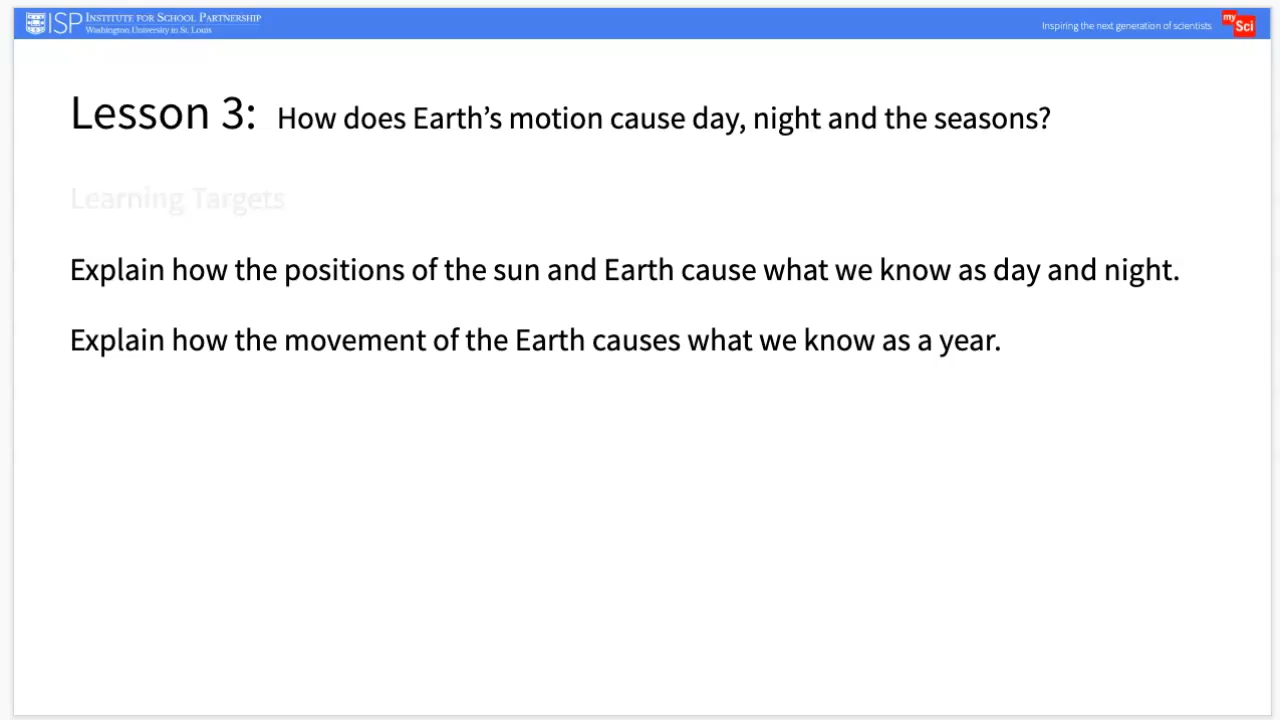 ISP INSTITUTE FOR SCHOOL PARTNERSHIP
Washington University in St. Louis
Inspiring the next generation of scientists
my
Sci
Lesson 3: How does Earth’s motion cause day, night and the seasons?
Learning Targets
Explain how the positions of the sun and Earth cause what we know as day and night.
Explain how the movement of the Earth causes what we know as a year.